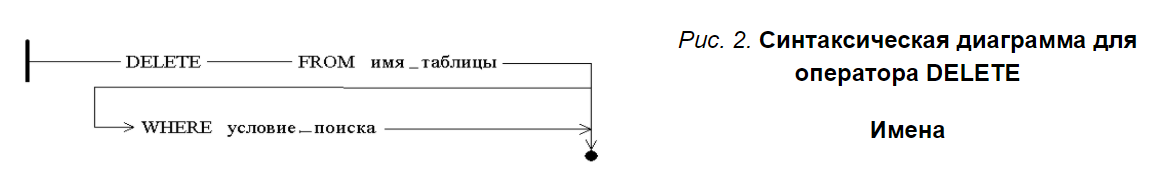 DELETE FROM имя_таблицы
WHERE условие_поиска
Рис. 2. Синтаксическая диаграмма для
оператора DELETE
Имена